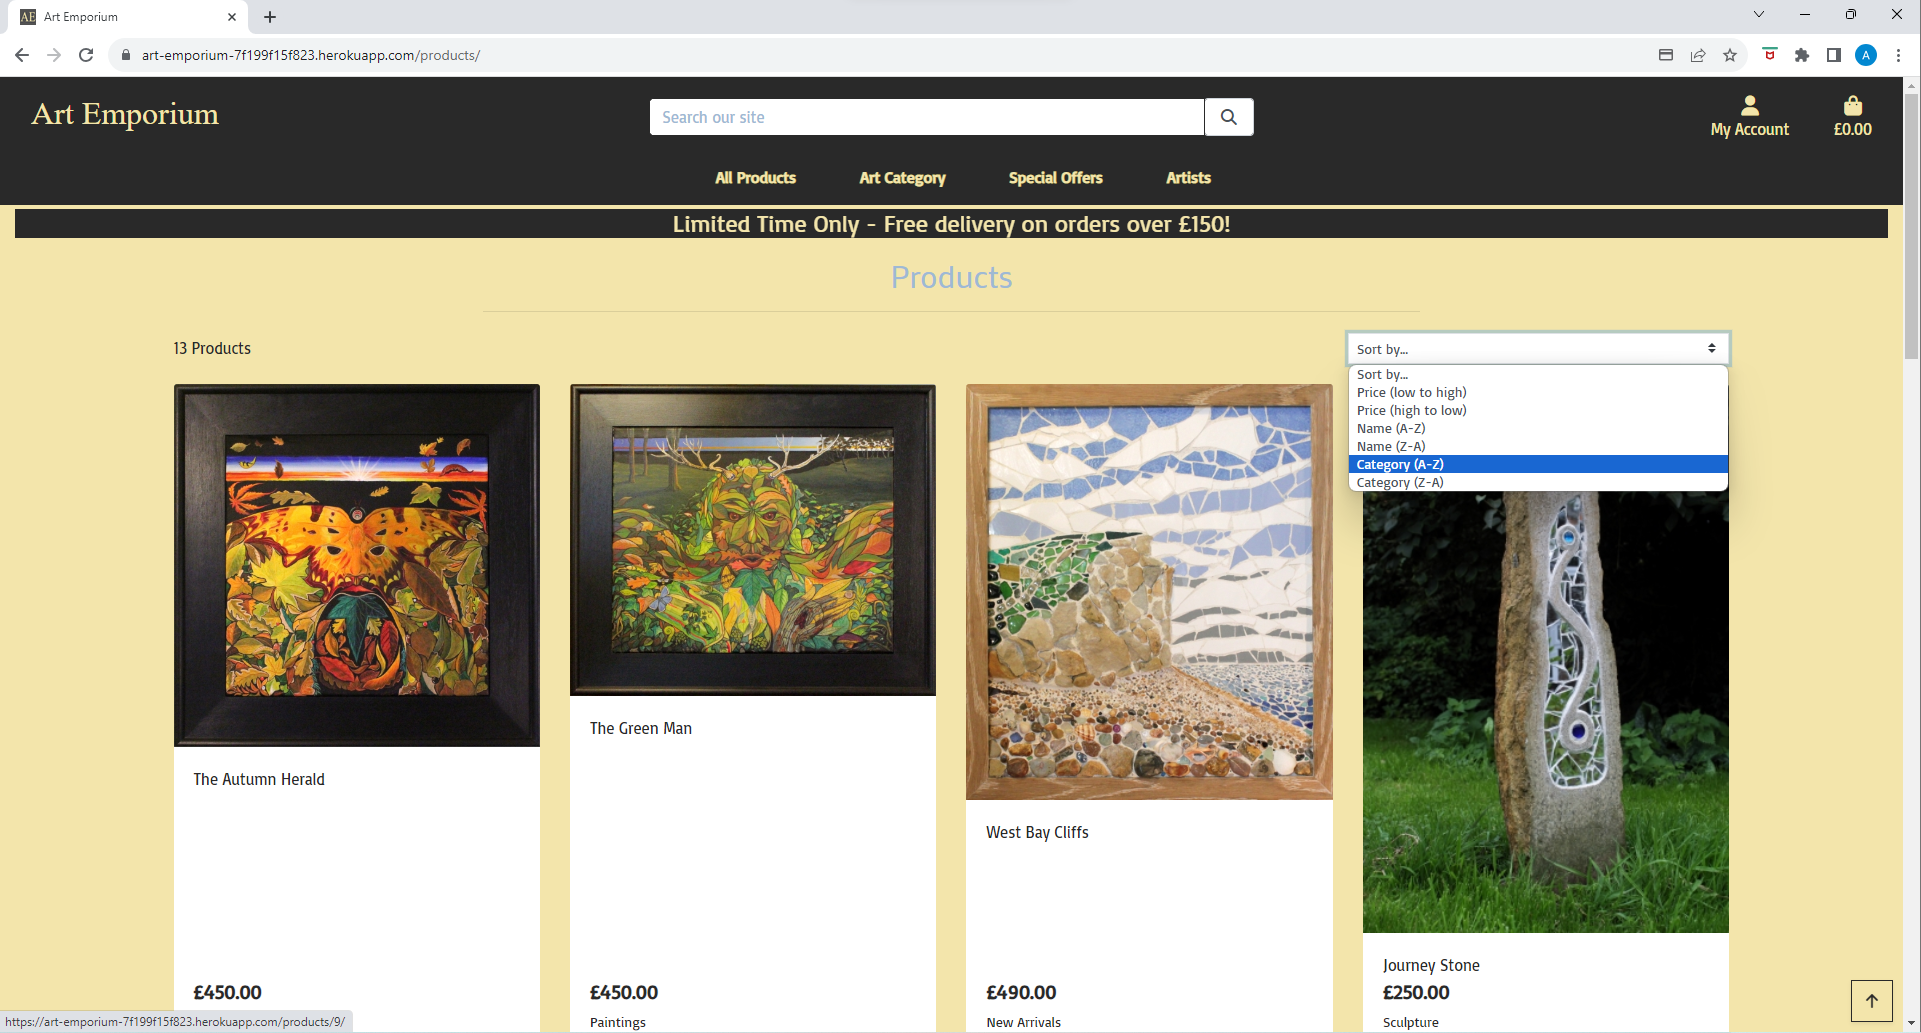 AE Art Emporium
art-emporium-7f199f15f823.herokuapp.com/products/
A
Art Emporium
Search our site
My Account
£0.00
All Products
Art Category
Special Offers
Artists
Limited Time Only - Free delivery on orders over £150!
Products
13 Products
Sort by...
Sort by...
Price (low to high)
Price (high to low)
Name (A-Z)
Name (Z-A)
Category (A-Z)
Category (Z-A)
The Autumn Herald
£450.00
The Green Man
£450.00
Paintings
West Bay Cliffs
£490.00
New Arrivals
Journey Stone
£250.00
Sculpture
https://art-emporium-7f199f15f823.herokuapp.com/products/9/